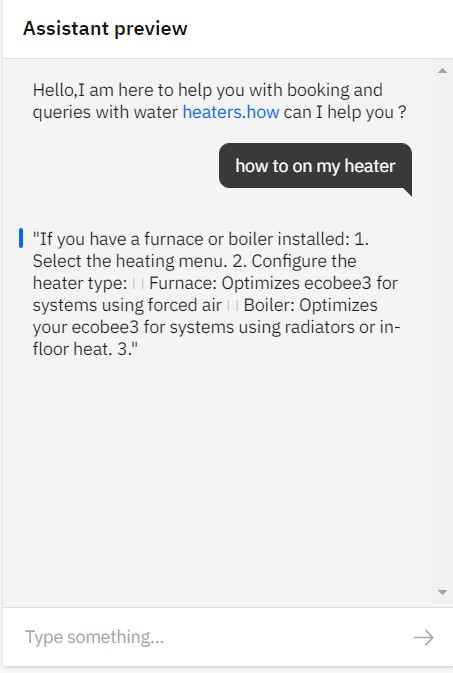 Assistant preview
Hello,I am here to help you with booking and
queries with water heaters.how can I help you ?
how to on my heater
"If you have a furnace or boiler installed: 1.
Select the heating menu. 2. Configure the
heater type: Furnace: Optimizes ecobee3 for
systems using forced air Boiler: Optimizes
your ecobee3 for systems using radiators or in-
floor heat. 3."
Type something...